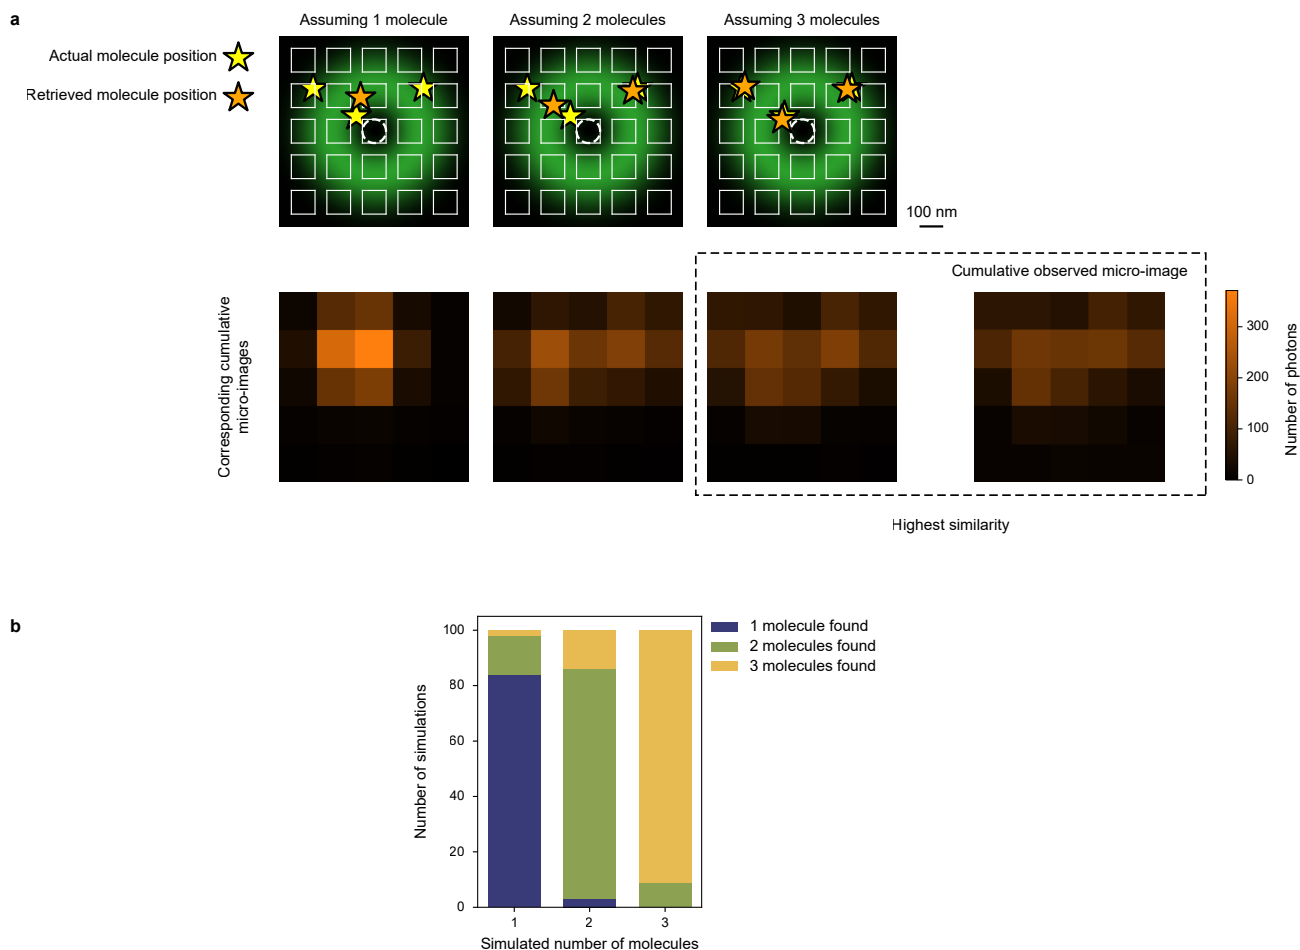 a
Assuming 1 molecule
Assuming 2 molecules
Assuming 3 molecules
Actual molecule position
Retrieved molecule position
100 nm
Cumulative observed micro-image
Corresponding cumulative
micro-images
300
200
100
0
Number of photons
Highest similarity
b
100
80
60
40
20
0
Number of simulations
1
2
3
Simulated number of molecules
1 molecule found
2 molecules found
3 molecules found